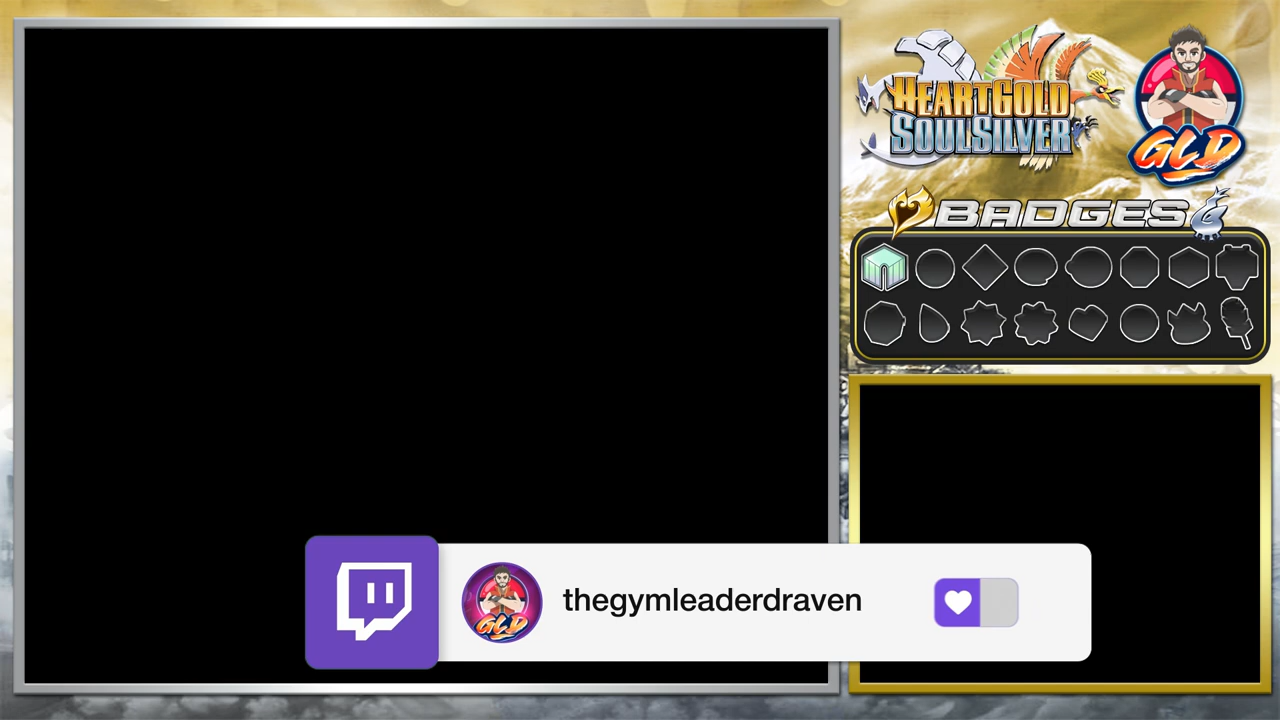 HEARTGOLD
SOULSILVER
GLD
BADGES
GLD
thegymleaderdraven